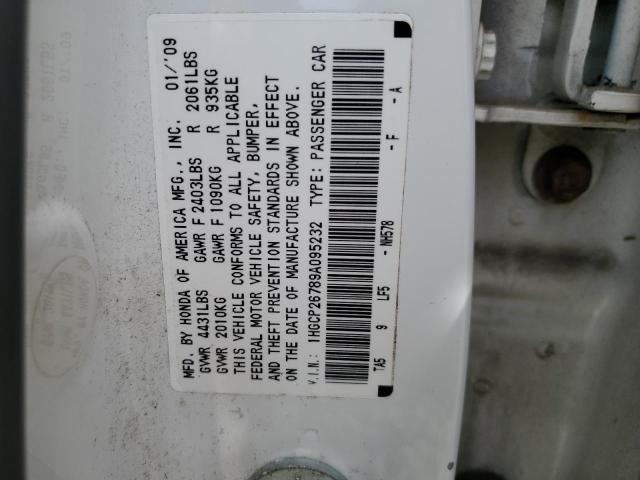 MFD. BY HONDA OF AMERICA MFG., INC. 01/'09
GVWR 4431LBS GAWR F 2403LBS R 2061LBS
GVWR 2010KG GAWR F 1090KG R 935KG
THIS VEHICLE CONFORMS TO ALL APPLICABLE
FEDERAL MOTOR VEHICLE SAFETY, BUMPER,
AND THEFT PREVENTION STANDARDS IN EFFECT
ON THE DATE OF MANUFACTURE SHOWN ABOVE.
V.I.N.: 1HGCP26789A095232 TYPE: PASSENGER CAR
TA5 9 LF5 - NH578 - F - A